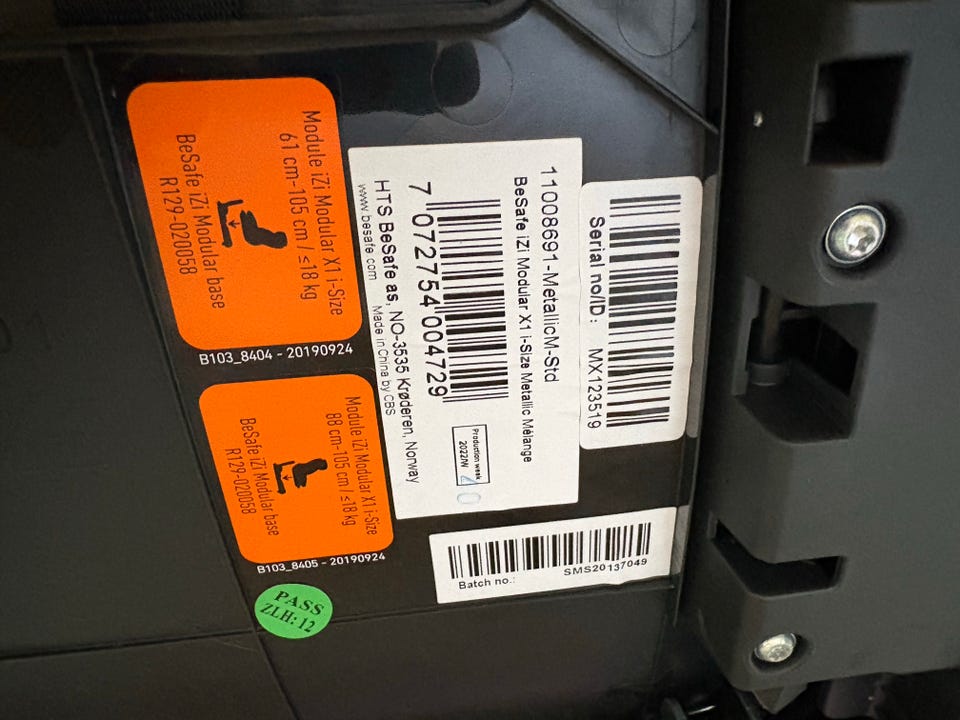 Serial no/ID: MX123519
11008691-MetallicM-Std
BeSafe iZi Modular X1 i-Size Metallic Mélange
7 072754 004729
Production week
2022/W 40
HTS BeSafe as, NO-3535 Krøderen, Norway
www.besafe.com Made in China by CBS
Module iZi Modular X1 i-Size
61 cm-105 cm / ≤18 kg
BeSafe iZi Modular base
R129-020058
B103_8404 - 20190924
Module iZi Modular X1 i-Size
88 cm-105 cm / ≤18 kg
BeSafe iZi Modular base
R129-020058
B103_8405 - 20190924
SMS20137049
Batch no.:
PASS
ZLH:12